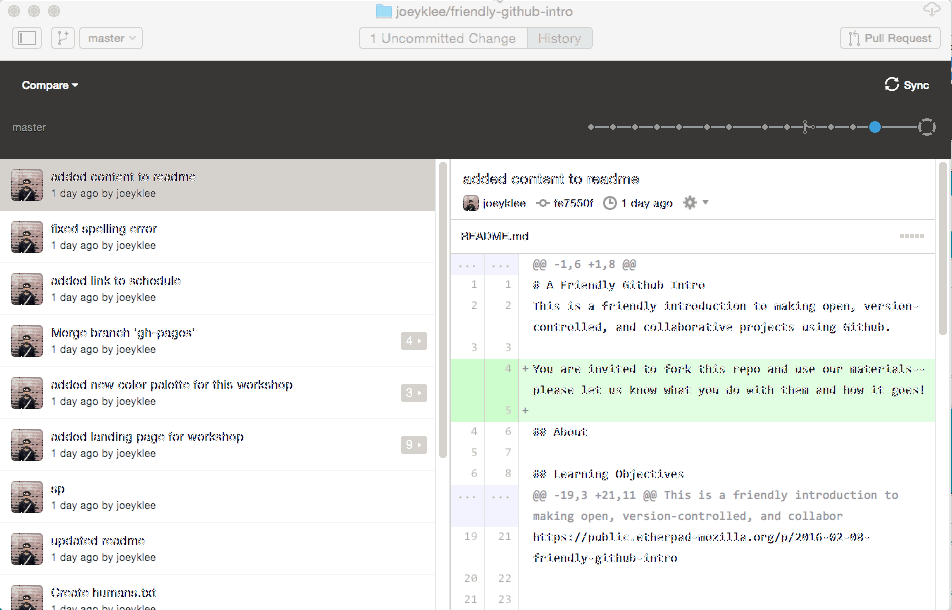 joeyklee/friendly-github-intro
master
1 Uncommitted Change
History
Pull Request
Compare
Sync
master
added content to readme
1 day ago by joeyklee
fixed spelling error
1 day ago by joeyklee
added link to schedule
1 day ago by joeyklee
Merge branch 'gh-pages'
1 day ago by joeyklee
4
added new color palette for this workshop
1 day ago by joeyklee
3
added landing page for workshop
1 day ago by joeyklee
9
sp
1 day ago by joeyklee
updated readme
1 day ago by joeyklee
Create humans.txt
1 day ago by joeyklee
added content to readme
joeyklee fe7550f 1 day ago
README.md
... ... @@ -1,6 +1,8 @@
1 1 # A Friendly Github Intro
2 2 This is a friendly introduction to making open, version-
controlled, and collaborative projects using Github.
3 3
4 + You are invited to fork this repo and use our materials--
please let us know what you do with them and how it goes!
5 +
4 6 ## About
5 7
6 8 ## Learning Objectives
... ... @@ -19,3 +21,11 @@ This is a friendly introduction to
making open, version-controlled, and collabor
19 21 https://public.etherpad-mozilla.org/p/2016-02-08-
friendly-github-intro
20 22
21 23